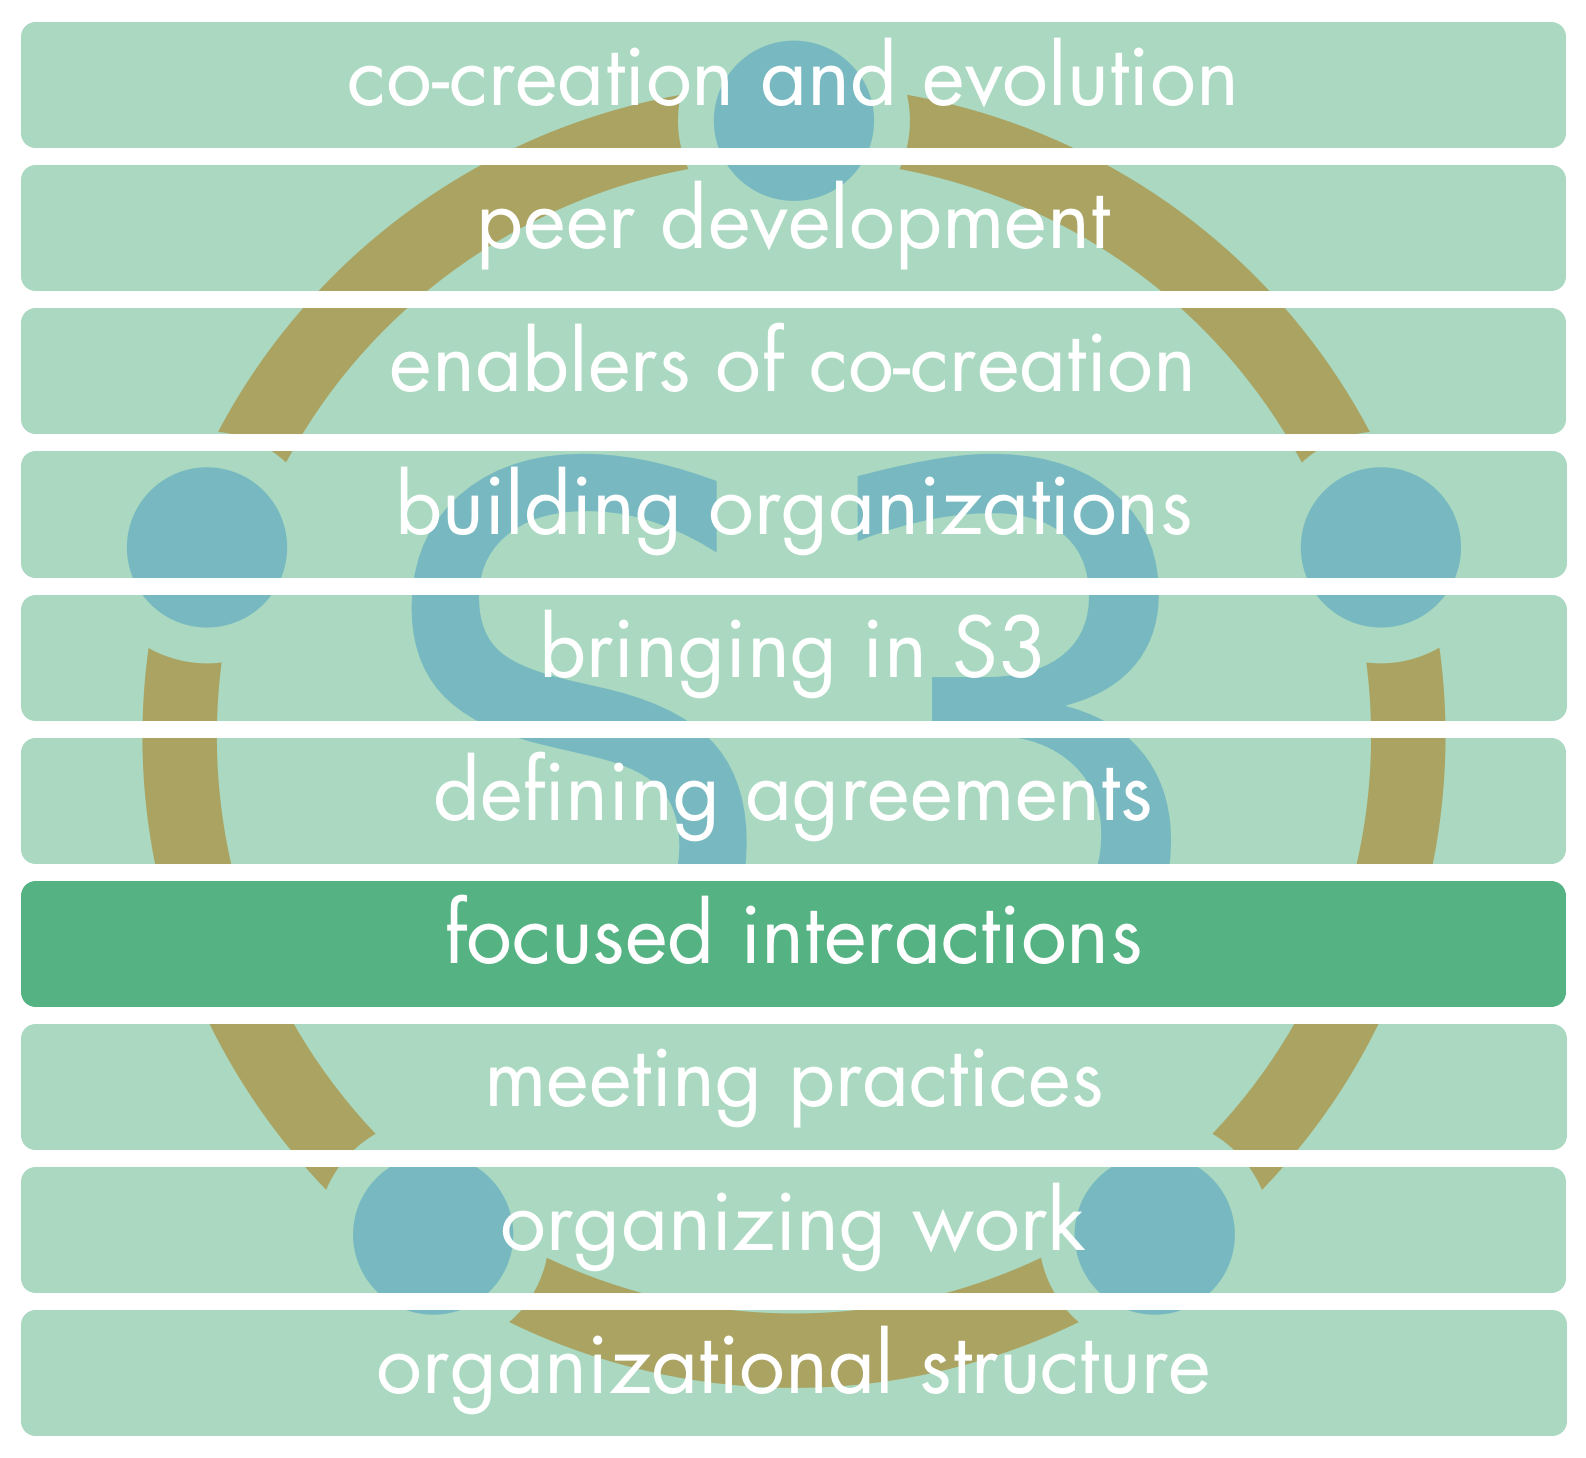 co-creation and evolution
peer development
enablers of co-creation
building organizations
bringing in S3
defining agreements
focused interactions
meeting practices
organizing work
organizational structure
S3